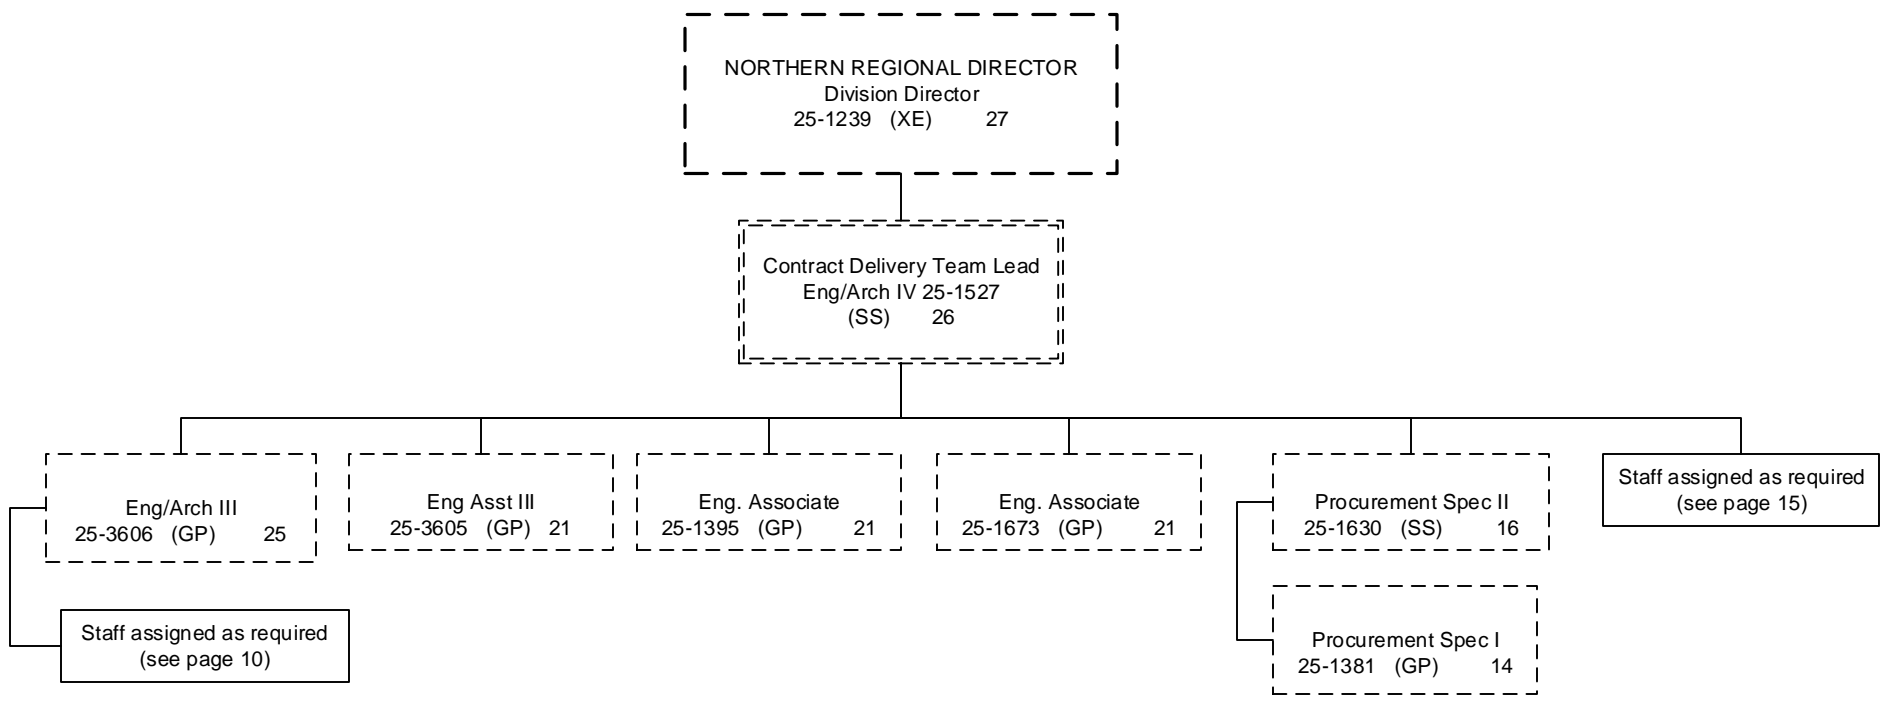 NORTHERN REGIONAL DIRECTOR
Division Director
25-1239 (XE) 27
Contract Delivery Team Lead
Eng/Arch IV 25-1527
(SS) 26
Eng/Arch III
25-3606 (GP) 25
Staff assigned as required
(see page 10)
Eng Asst III
25-3605 (GP) 21
Eng. Associate
25-1395 (GP) 21
Eng. Associate
25-1673 (GP) 21
Procurement Spec II
25-1630 (SS) 16
Procurement Spec I
25-1381 (GP) 14
Staff assigned as required
(see page 15)